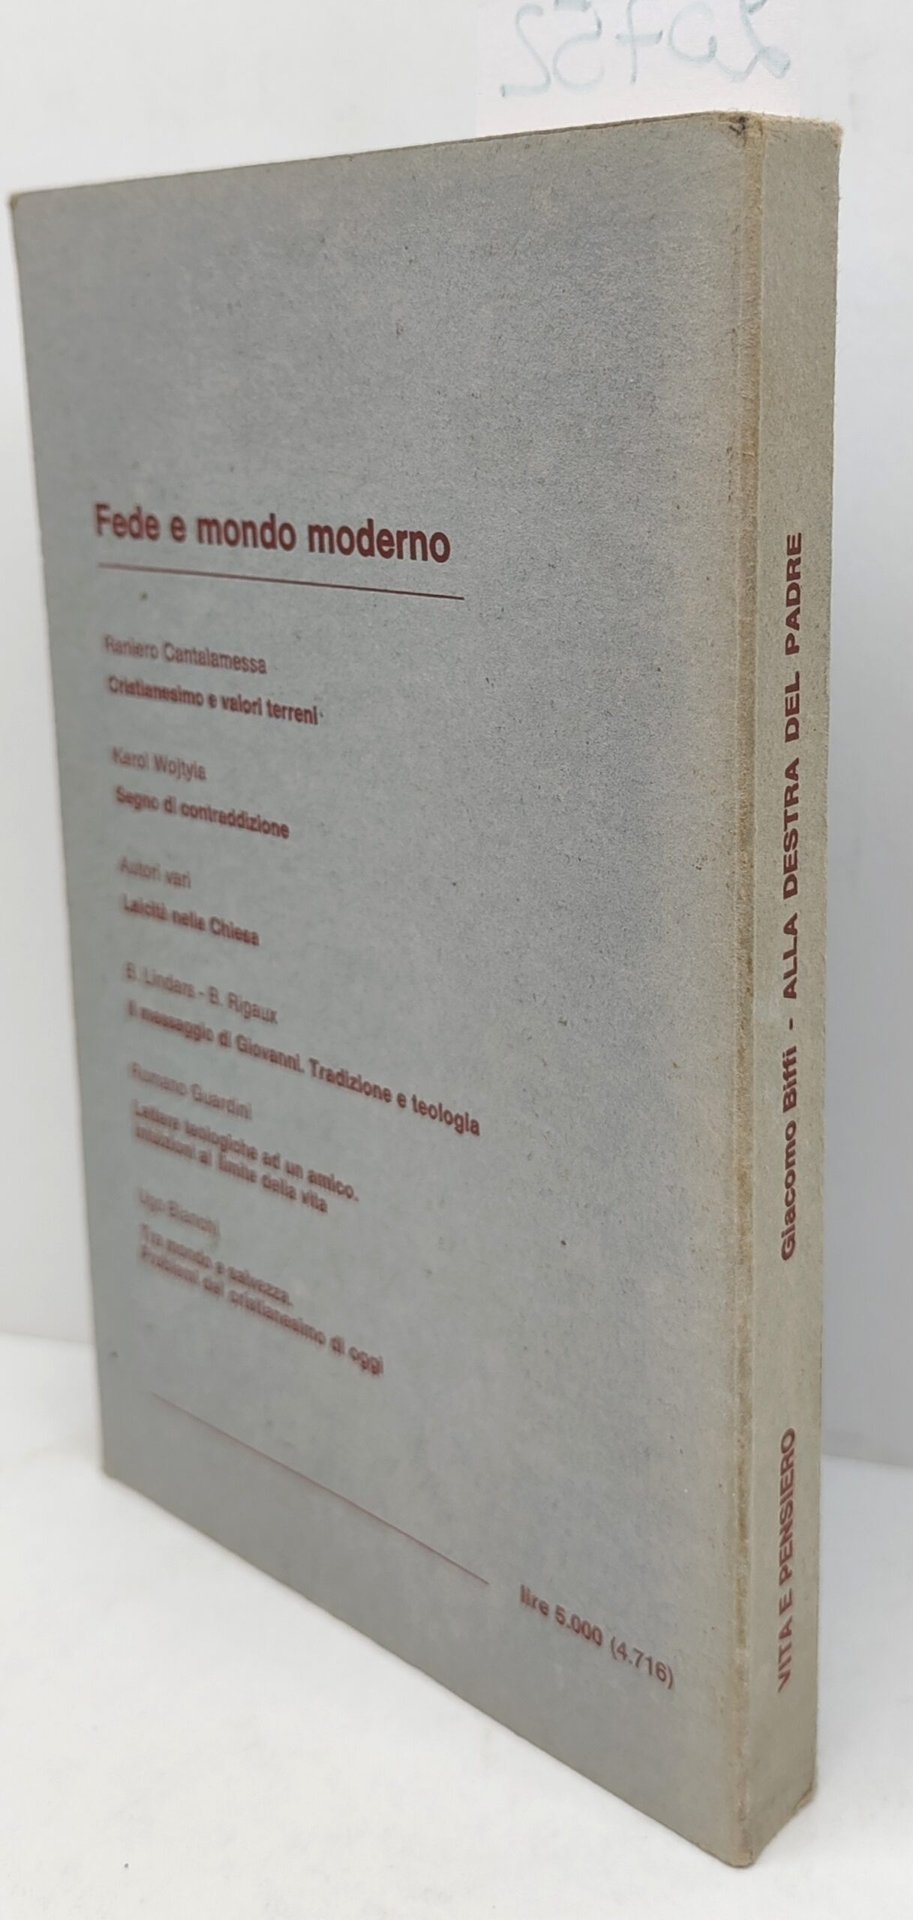 20752
Fede e mondo moderno
Raniero Cantalamessa
Cristianesimo e valori terreni
Karol Wojtyla
Segno di contraddizione
Autori vari
Laicità nella Chiesa
B. Lindars - B. Rigaux
Il messaggio di Giovanni. Tradizione e teologia
Romano Guardini
Lettere teologiche ad un amico.
Intuizioni al limite della vita
Ugo Bianchi
Tra mondo e salvezza.
Problemi del cristianesimo di oggi
lire 5.000 (4.716)
VITA E PENSIERO Giacomo Biffi - ALLA DESTRA DEL PADRE